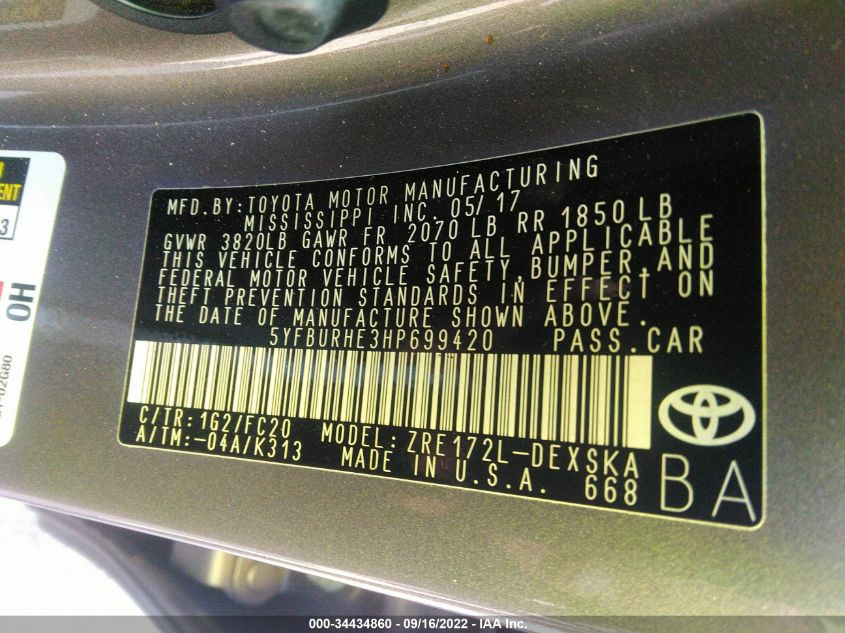 MFD.BY:TOYOTA MOTOR MANUFACTURING
MISSISSIPPI INC. 05/17
GVWR 3820LB GAWR FR 2070 LB RR 1850 LB
THIS VEHICLE CONFORMS TO ALL APPLICABLE
FEDERAL MOTOR VEHICLE SAFETY,BUMPER,AND
THEFT PREVENTION STANDARDS IN EFFECT ON
THE DATE OF MANUFACTURE SHOWN ABOVE.
5YFBURHE3HP699420 PASS.CAR
C/TR:1G2/FC20 MODEL:ZRE172L-DEXSKA
A/TM:-04A/K313 MADE IN U.S.A. 668
BA
OH
000-34434860 - 09/16/2022 - IAA Inc.